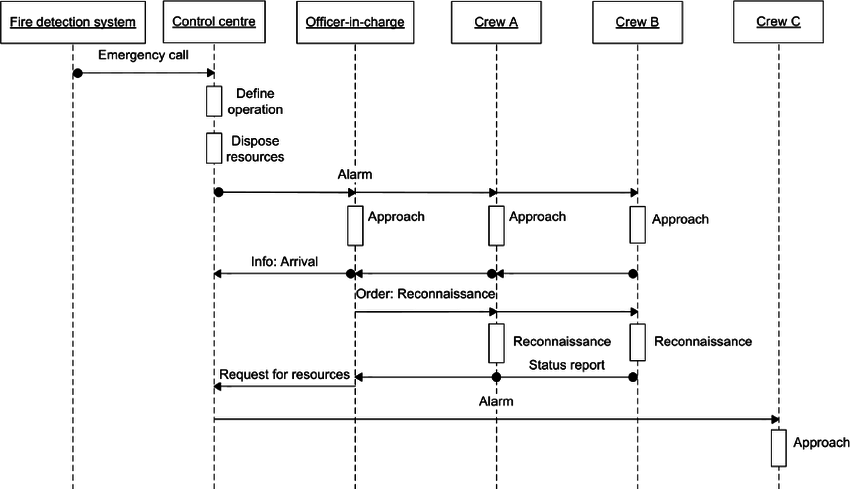 Fire detection system
Control centre
Officer-in-charge
Crew A
Crew B
Crew C
Emergency call
Define
operation
Dispose
resources
Alarm
Approach
Approach
Approach
Info: Arrival
Order: Reconnaissance
Reconnaissance
Reconnaissance
Status report
Request for resources
Alarm
Approach